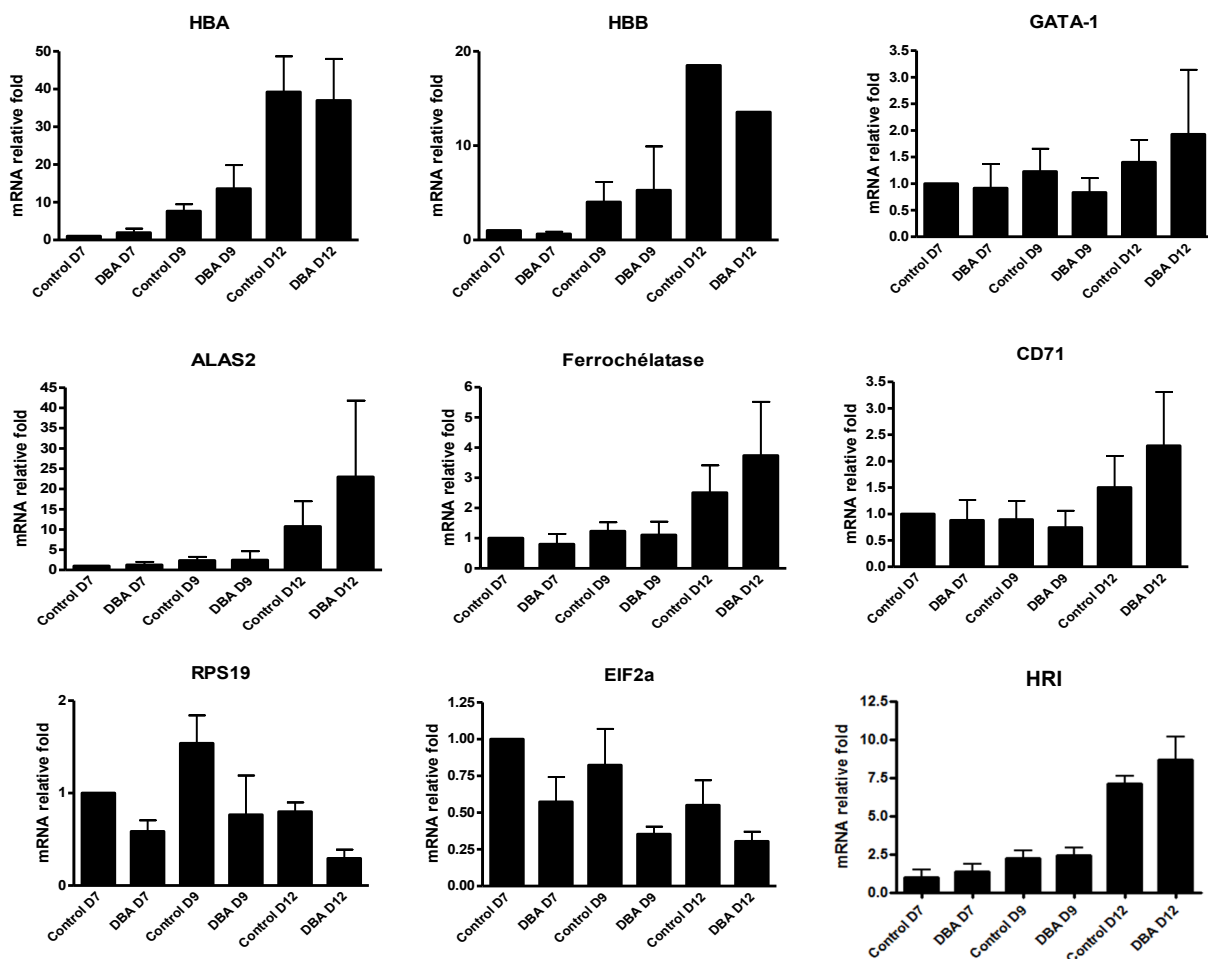 HBA
mRNA relative fold
50
40
30
20
10
0
Control D7
DBA D7
Control D9
DBA D9
Control D12
DBA D12
HBB
mRNA relative fold
20
10
0
Control D7
DBA D7
Control D9
DBA D9
Control D12
DBA D12
GATA-1
mRNA relative fold
3.5
3.0
2.5
2.0
1.5
1.0
0.5
0.0
Control D7
DBA D7
Control D9
DBA D9
Control D12
DBA D12
ALAS2
mRNA relative fold
45
40
35
30
25
20
15
10
5
0
Control D7
DBA D7
Control D9
DBA D9
Control D12
DBA D12
Ferrochélatase
mRNA relative fold
6
5
4
3
2
1
0
Control D7
DBA D7
Control D9
DBA D9
Control D12
DBA D12
CD71
mRNA relative fold
3.5
3.0
2.5
2.0
1.5
1.0
0.5
0.0
Control D7
DBA D7
Control D9
DBA D9
Control D12
DBA D12
RPS19
mRNA relative fold
2
1
0
Control D7
DBA D7
Control D9
DBA D9
Control D12
DBA D12
EIF2a
mRNA relative fold
1.25
1.00
0.75
0.50
0.25
0.00
Control D7
DBA D7
Control D9
DBA D9
Control D12
DBA D12
HRI
mRNA relative fold
12.5
10.0
7.5
5.0
2.5
0.0
Control D7
DBA D7
Control D9
DBA D9
Control D12
DBA D12